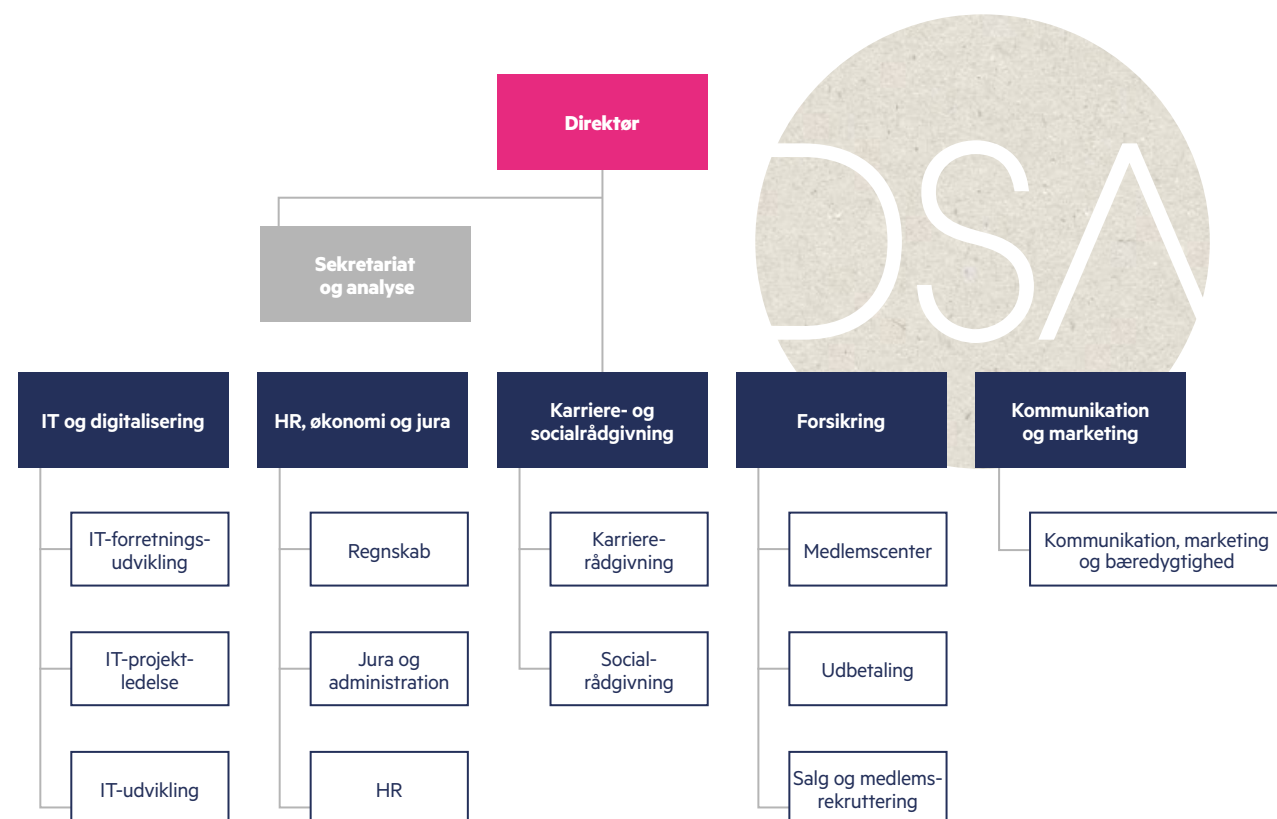 Direktør
DSA
Sekretariat
og analyse
IT og digitalisering
HR, økonomi og jura
Karriere- og
socialrådgivning
Forsikring
Kommunikation
og marketing
IT-forretnings-
udvikling
Regnskab
Karriere-
rådgivning
Medlemscenter
Kommunikation, marketing
og bæredygtighed
IT-projekt-
ledelse
Jura og
administration
Social-
rådgivning
Udbetaling
IT-udvikling
HR
Salg og medlems-
rekruttering